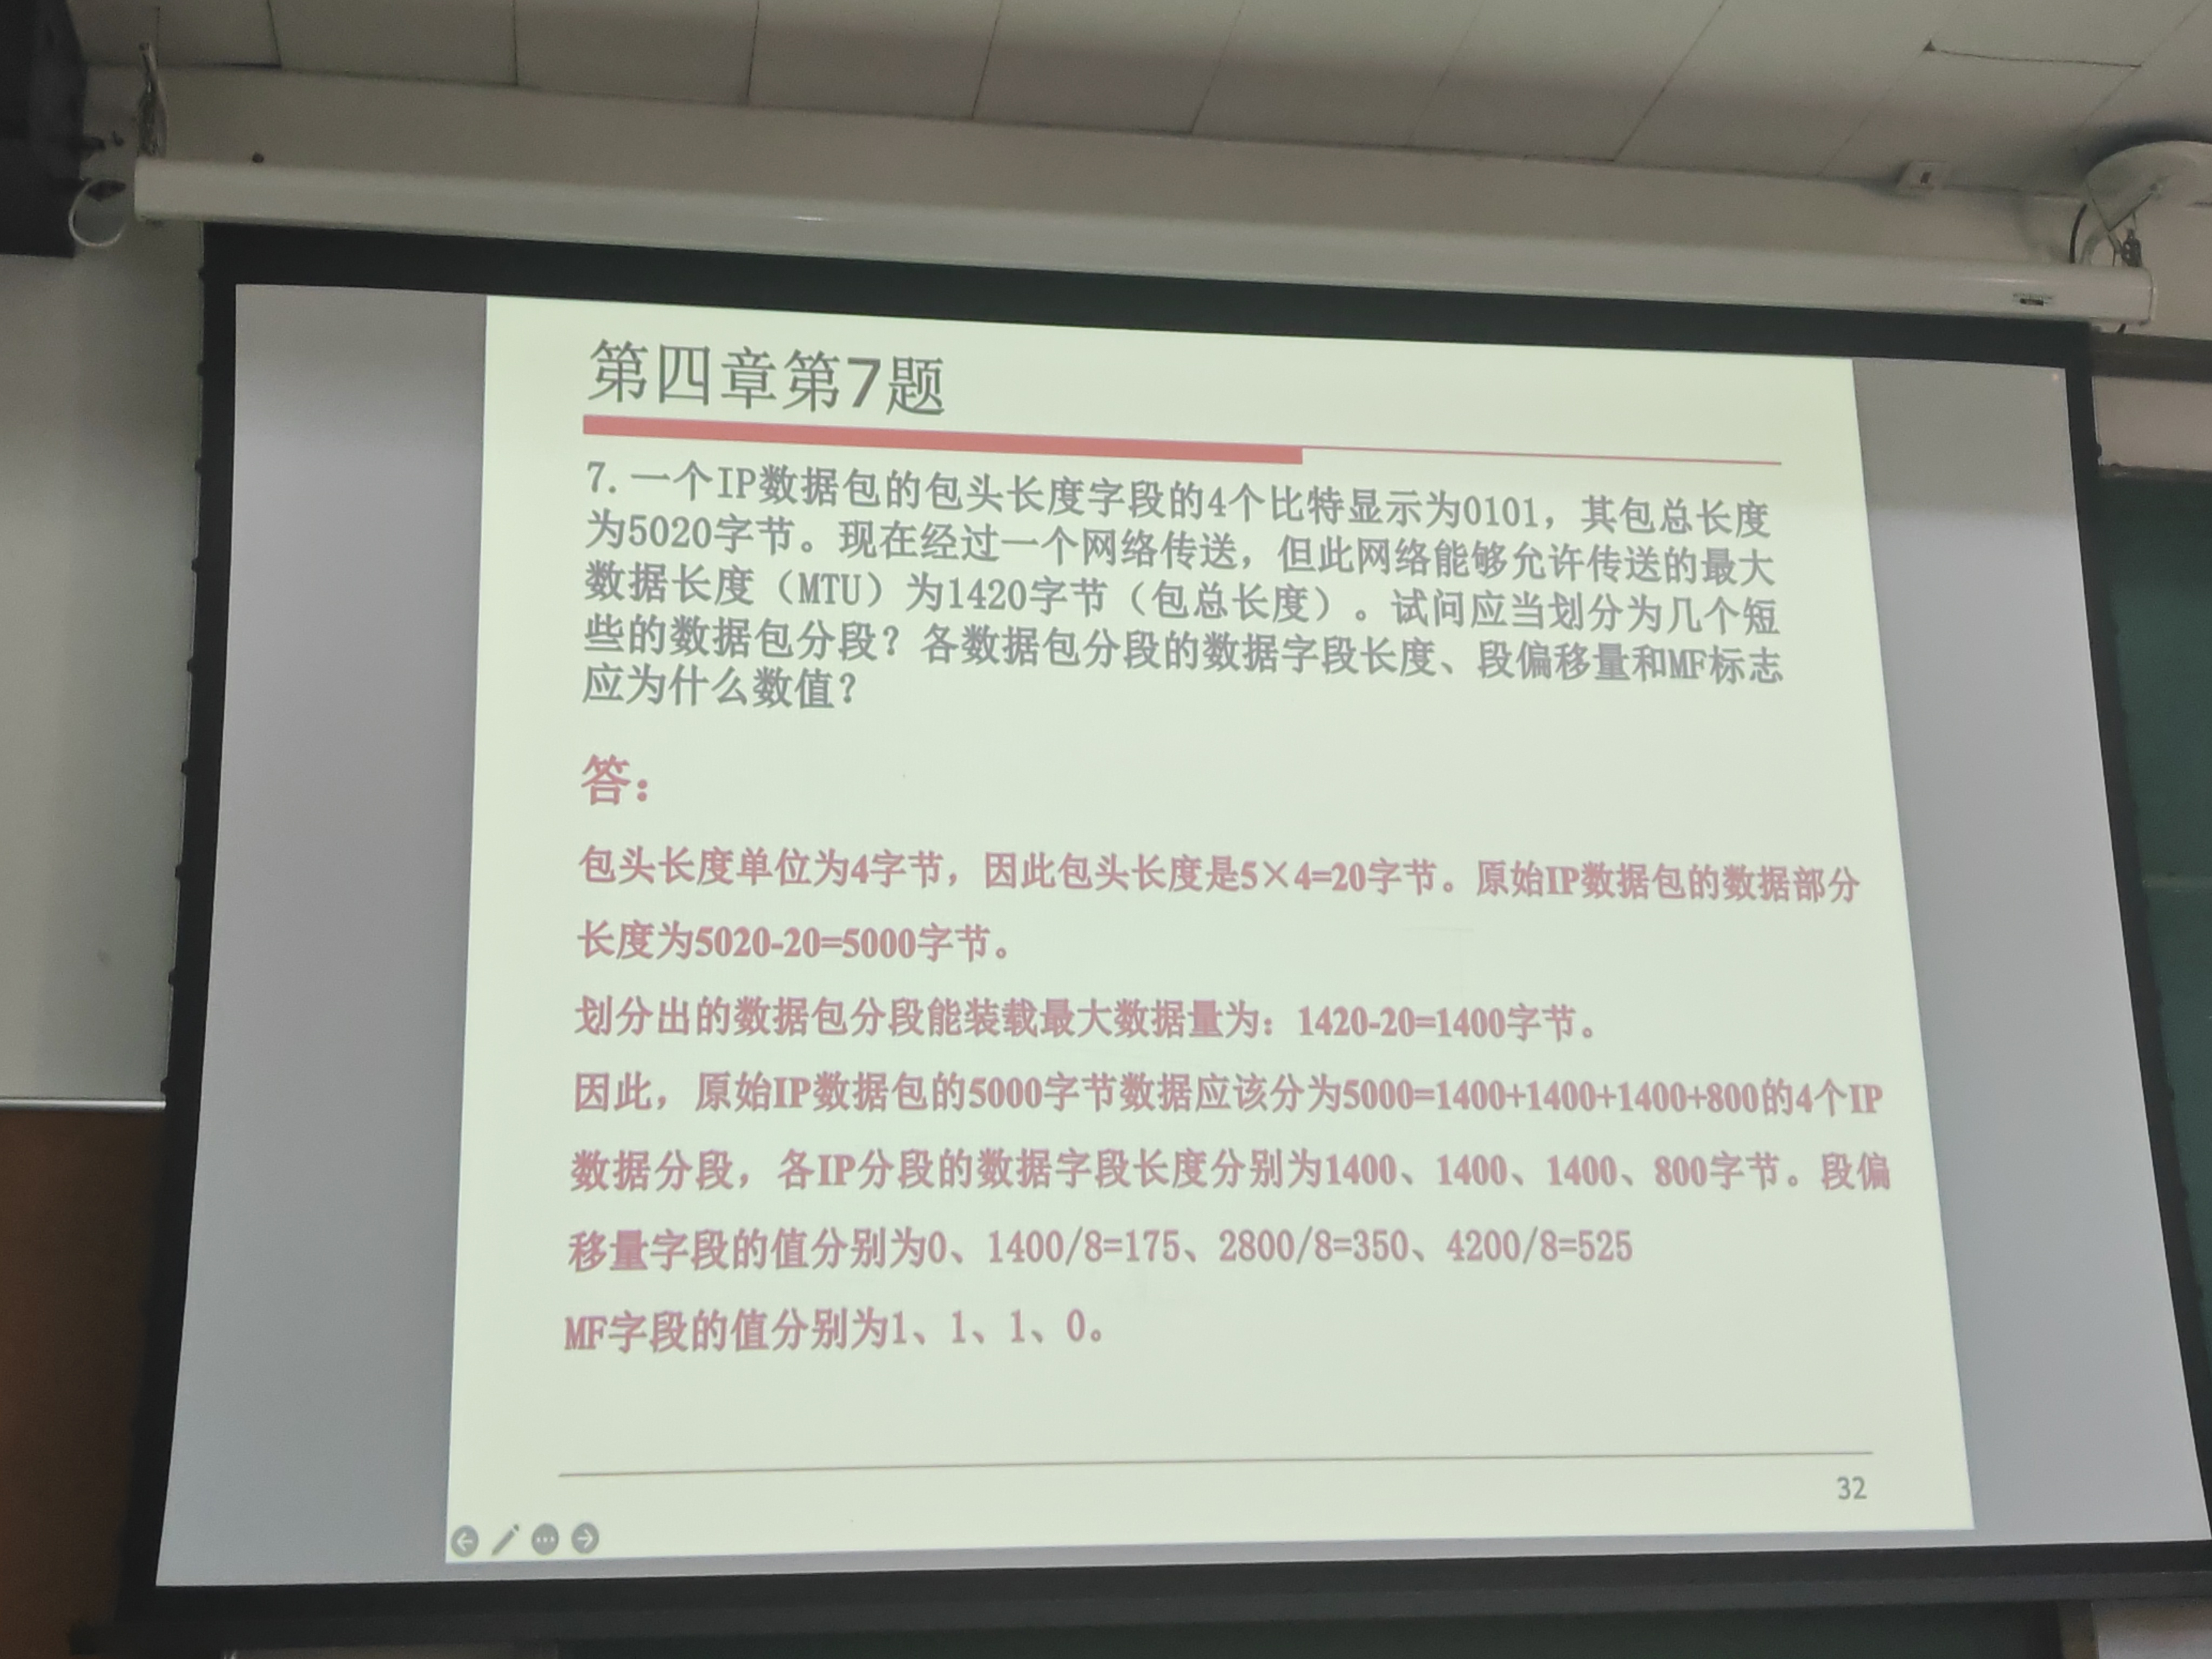 第四章第7题
7.一个IP数据包的包头长度字段的4个比特显示为0101，其包总长度
为5020字节。现在经过一个网络传送，但此网络能够允许传送的最大
数据长度（MTU）为1420字节（包总长度）。试问应当划分为几个短
些的数据包分段？各数据包分段的数据字段长度、段偏移量和MF标志
应为什么数值？
答：
包头长度单位为4字节，因此包头长度是5×4=20字节。原始IP数据包的数据部分
长度为5020-20=5000字节。
划分出的数据包分段能装载最大数据量为：1420-20=1400字节。
因此，原始IP数据包的5000字节数据应该分为5000=1400+1400+1400+800的4个IP
数据分段，各IP分段的数据字段长度分别为1400、1400、1400、800字节。段偏
移量字段的值分别为0、1400/8=175、2800/8=350、4200/8=525
MF字段的值分别为1、1、1、0。
32